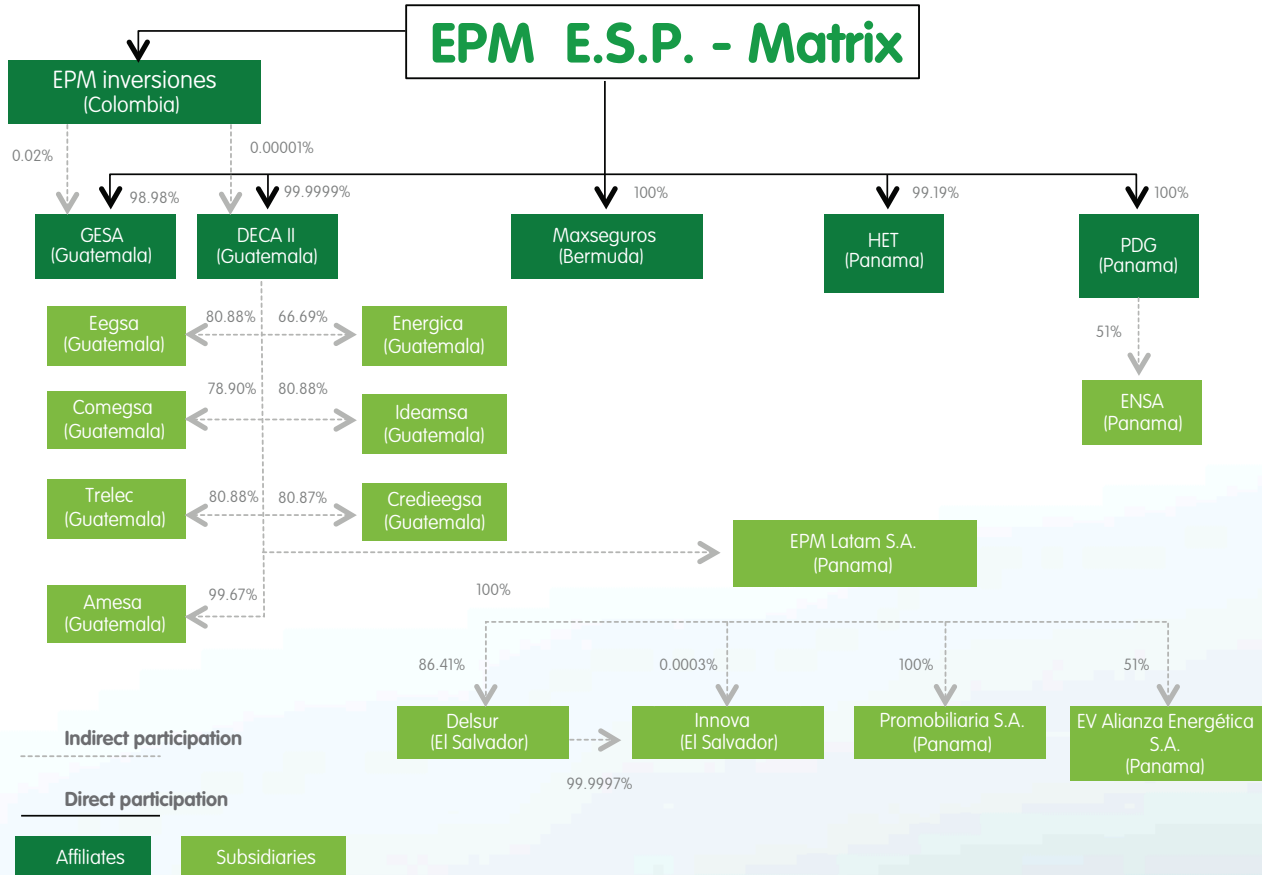 EPM E.S.P. - Matrix
EPM inversiones
(Colombia)
0.02%
0.00001%
98.98%
99.9999%
100%
99.19%
100%
GESA
(Guatemala)
DECA II
(Guatemala)
Maxseguros
(Bermuda)
HET
(Panama)
PDG
(Panama)
Eegsa
(Guatemala)
80.88%
66.69%
Energica
(Guatemala)
51%
Comegsa
(Guatemala)
78.90%
80.88%
Ideamsa
(Guatemala)
ENSA
(Panama)
Trelec
(Guatemala)
80.88%
80.87%
Credieegsa
(Guatemala)
EPM Latam S.A.
(Panama)
Amesa
(Guatemala)
99.67%
100%
86.41%
0.0003%
100%
51%
Delsur
(El Salvador)
Innova
(El Salvador)
Promobiliaria S.A.
(Panama)
EV Alianza Energética
S.A.
(Panama)
99.9997%
Indirect participation
Direct participation
Affiliates
Subsidiaries